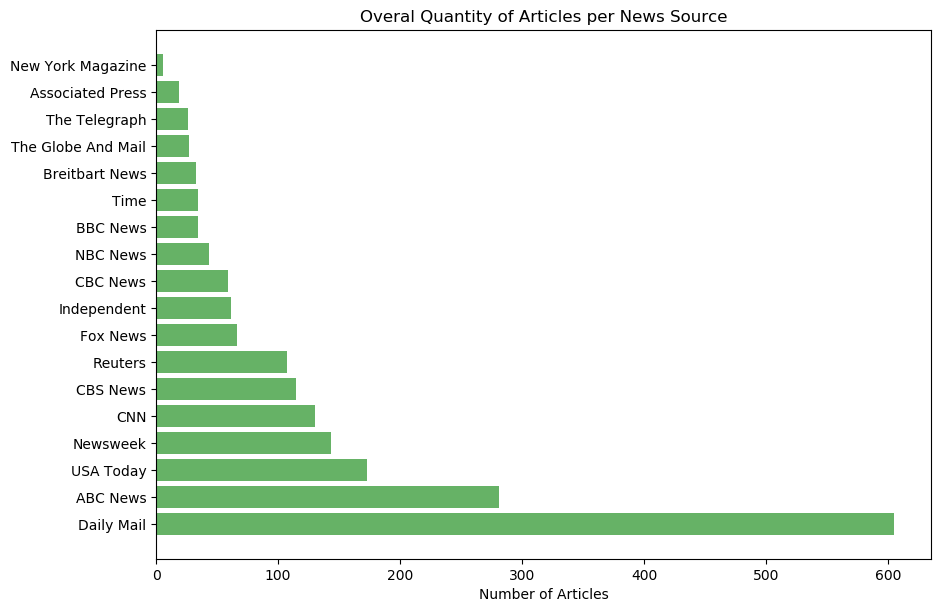 Overal Quantity of Articles per News Source
New York Magazine
Associated Press
The Telegraph
The Globe And Mail
Breitbart News
Time
BBC News
NBC News
CBC News
Independent
Fox News
Reuters
CBS News
CNN
Newsweek
USA Today
ABC News
Daily Mail
0 100 200 300 400 500 600
Number of Articles